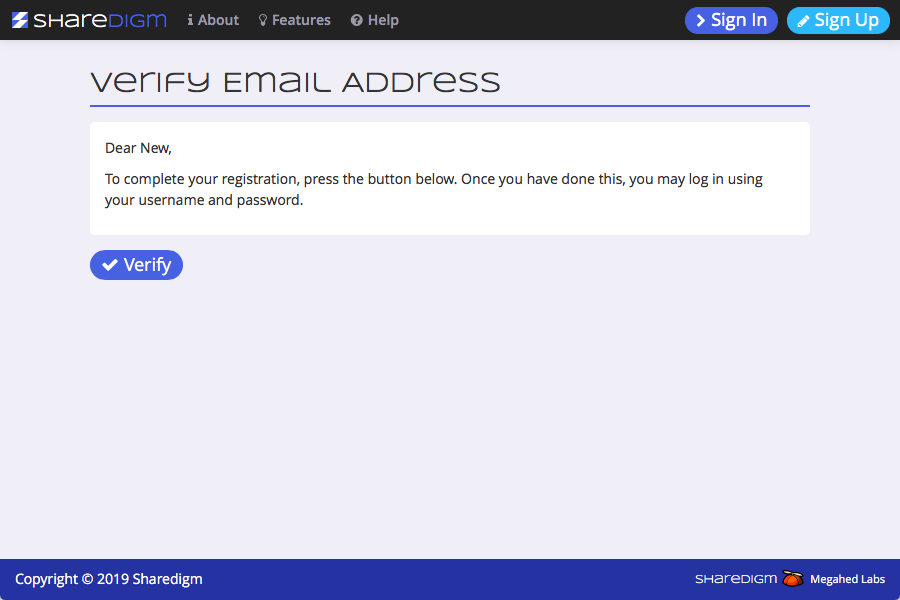 SHAREDIGM About Features Help Sign In Sign Up
Verify Email Address
Dear New,
To complete your registration, press the button below. Once you have done this, you may log in using
your username and password.
Verify
Copyright © 2019 Sharedigm SHAREDIGM Megahed Labs